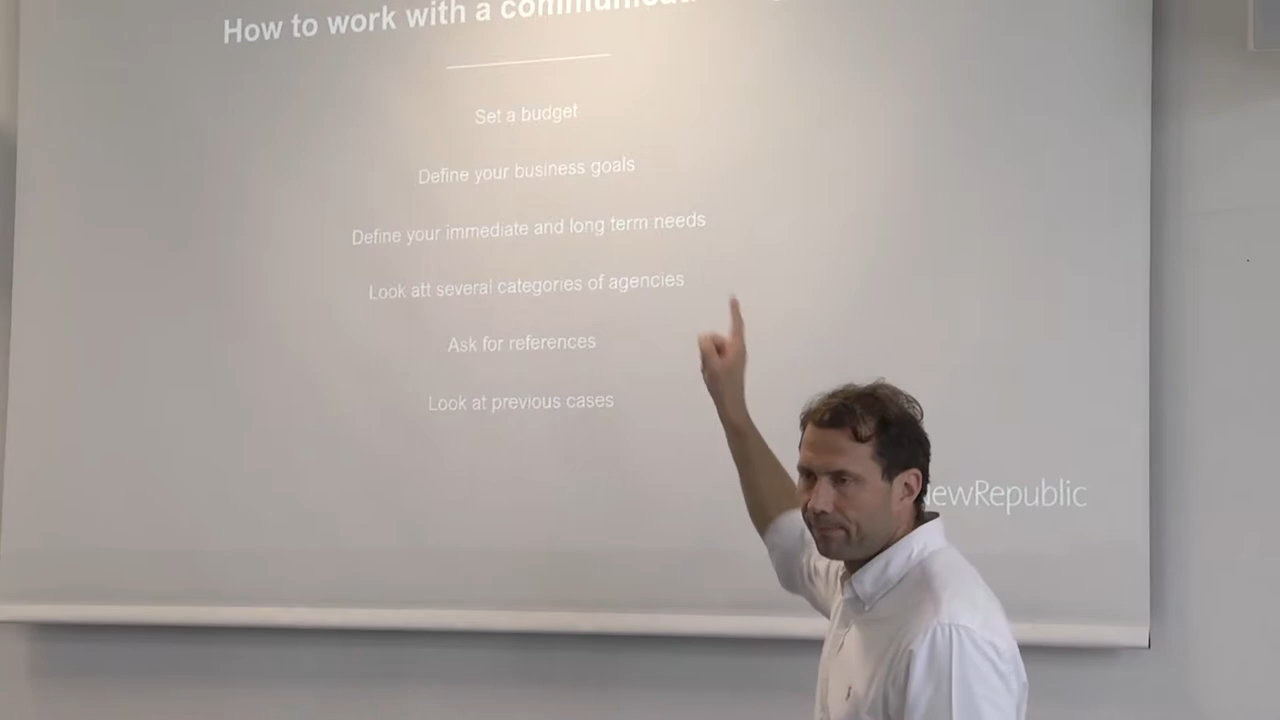 How to work with a
Set a budget
Define your business goals
Define your immediate and long term needs
Look att several categories of agencies
Ask for references
Look at previous cases
ewRepublic